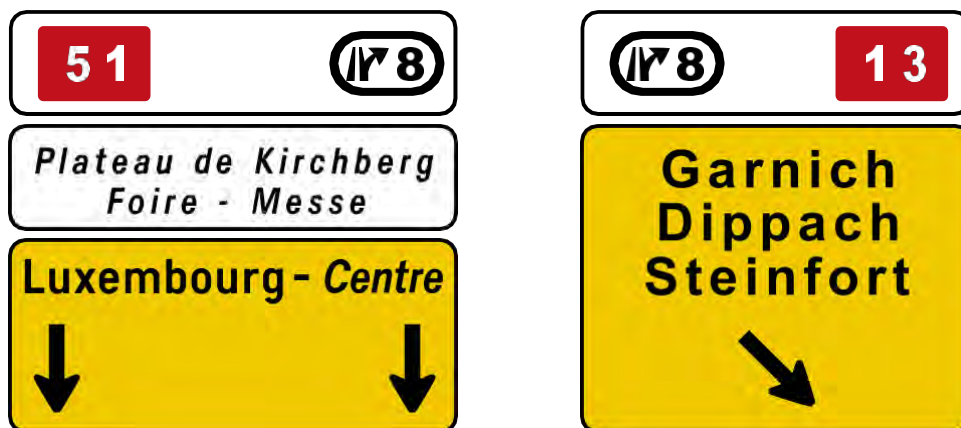 51 8
Plateau de Kirchberg
Foire - Messe
Luxembourg - Centre
8 13
Garnich
Dippach
Steinfort